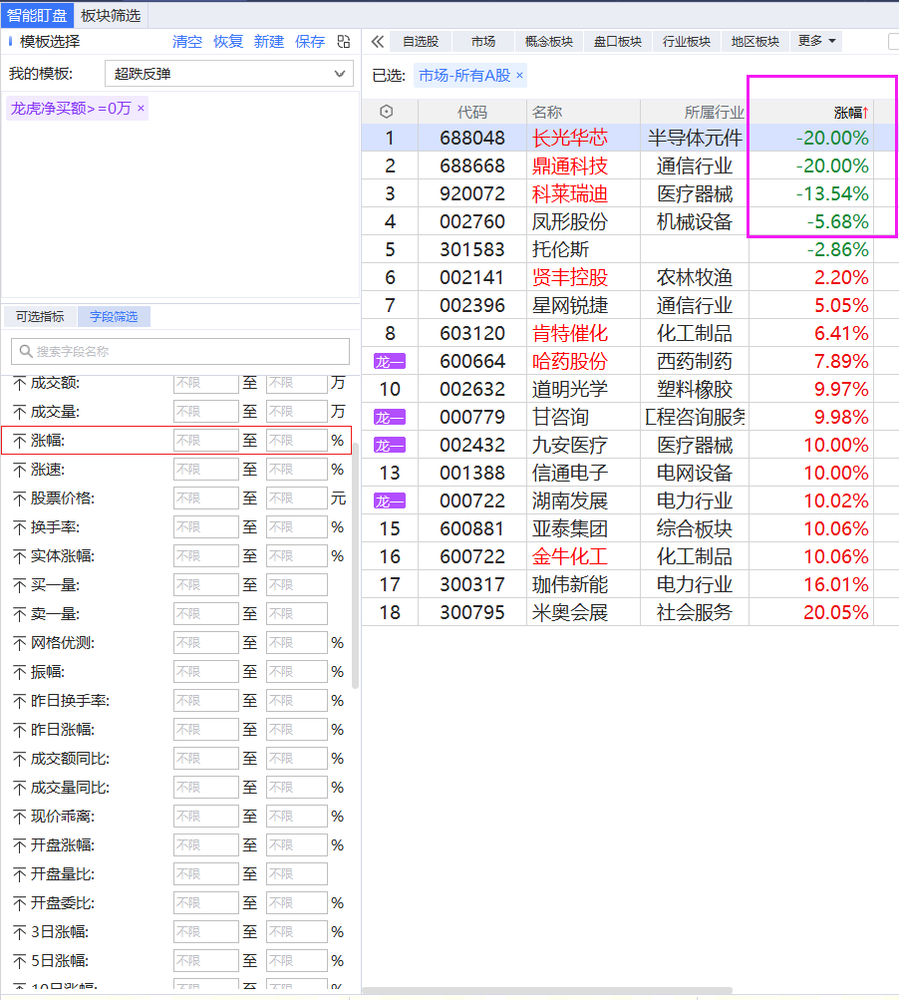 智能盯盘 板块筛选
模板选择 清空 恢复 新建 保存
我的模板: 超跌反弹
龙虎净买额>=0万 ×
可选指标 字段筛选
搜索字段名称
成交额: 不限 至 不限 万
成交量: 不限 至 不限 万
涨幅: 不限 至 不限 %
涨速: 不限 至 不限 %
股票价格: 不限 至 不限 元
换手率: 不限 至 不限 %
实体涨幅: 不限 至 不限 %
买一量: 不限 至 不限
卖一量: 不限 至 不限
网格优测: 不限 至 不限 %
振幅: 不限 至 不限 %
昨日换手率: 不限 至 不限 %
昨日涨幅: 不限 至 不限 %
成交额同比: 不限 至 不限 %
成交量同比: 不限 至 不限 %
现价乖离: 不限 至 不限 %
开盘涨幅: 不限 至 不限 %
开盘量比: 不限 至 不限
开盘委比: 不限 至 不限 %
3日涨幅: 不限 至 不限 %
5日涨幅: 不限 至 不限 %
10日涨幅: 不限 至 不限 %
自选股 市场 概念板块 盘口板块 行业板块 地区板块 更多
已选: 市场-所有A股 ×
代码 名称 所属行业 涨幅↑
1 688048 长光华芯 半导体元件 -20.00%
2 688668 鼎通科技 通信行业 -20.00%
3 920072 科莱瑞迪 医疗器械 -13.54%
4 002760 凤形股份 机械设备 -5.68%
5 301583 托伦斯 -2.86%
6 002141 贤丰控股 农林牧渔 2.20%
7 002396 星网锐捷 通信行业 5.05%
8 603120 肯特催化 化工制品 6.41%
龙一 600664 哈药股份 西药制药 7.89%
10 002632 道明光学 塑料橡胶 9.97%
龙一 000779 甘咨询 工程咨询服务 9.98%
龙一 002432 九安医疗 医疗器械 10.00%
13 001388 信通电子 电网设备 10.00%
龙一 000722 湖南发展 电力行业 10.02%
15 600881 亚泰集团 综合板块 10.06%
16 600722 金牛化工 化工制品 10.06%
17 300317 珈伟新能 电力行业 16.01%
18 300795 米奥会展 社会服务 20.05%